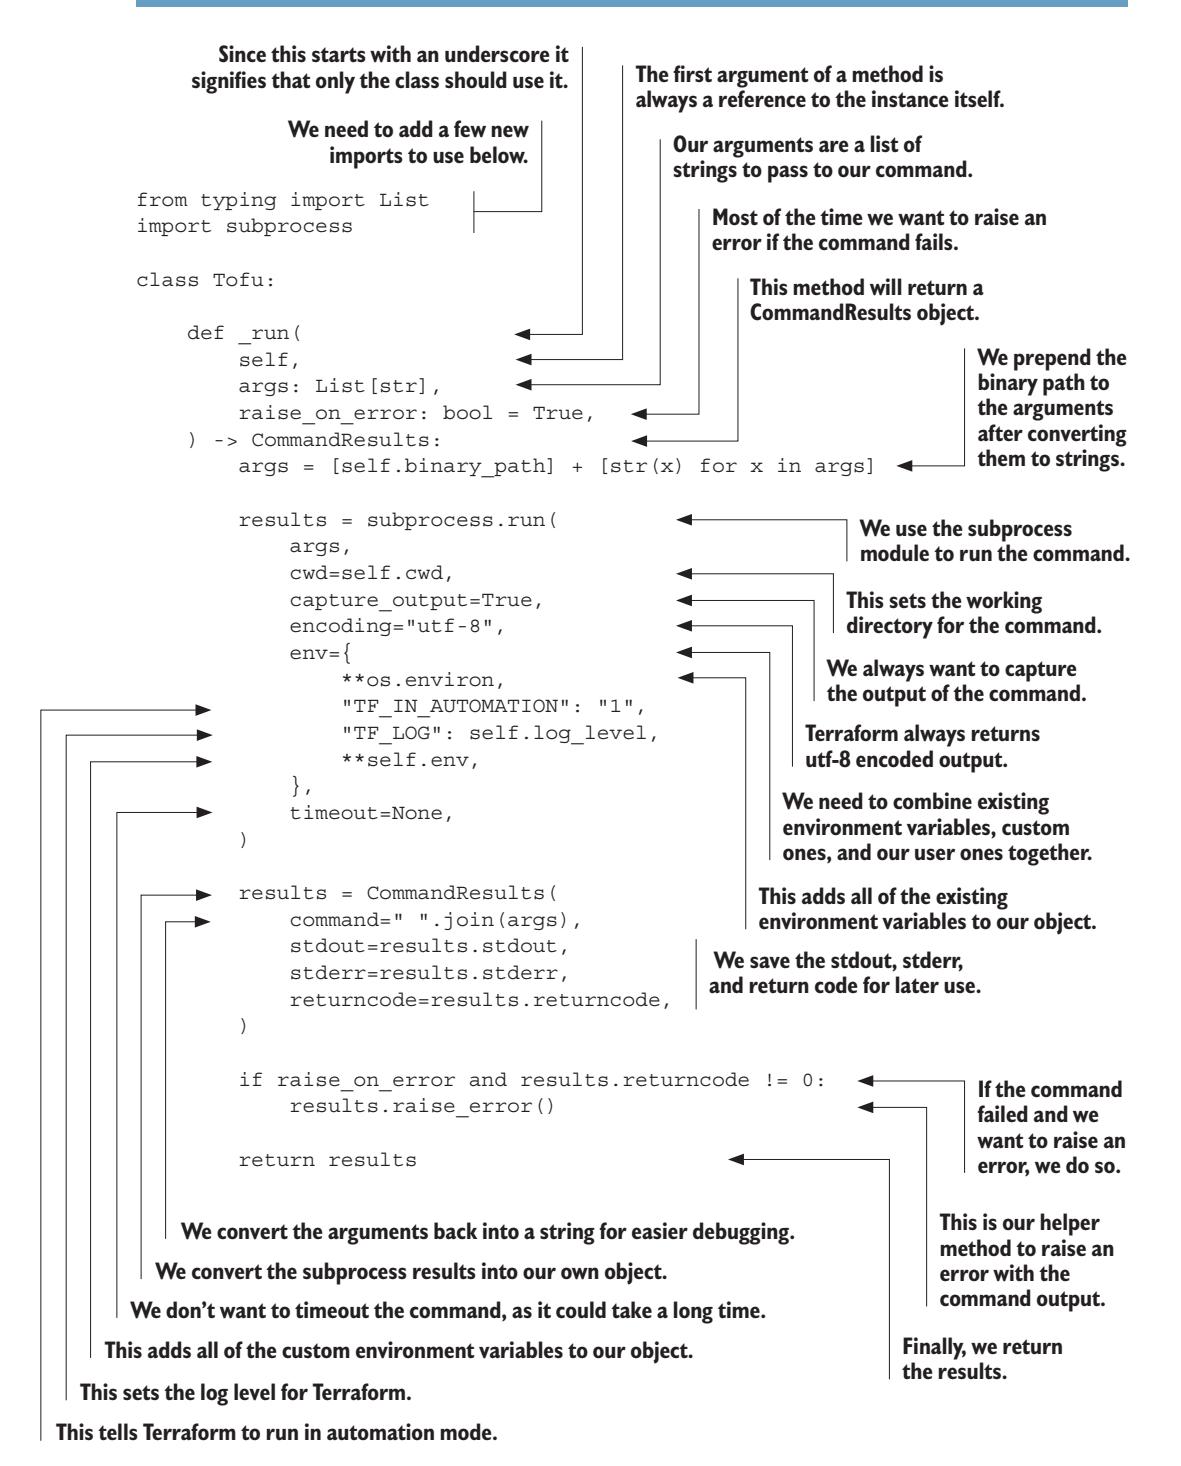 Since this starts with an underscore it
signifies that only the class should use it.
The first argument of a method is
always a reference to the instance itself.
We need to add a few new
imports to use below.
Our arguments are a list of
strings to pass to our command.
from typing import List
import subprocess
Most of the time we want to raise an
error if the command fails.
class Tofu:
This method will return a
CommandResults object.
def _run(
self,
args: List[str],
raise_on_error: bool = True,
) -> CommandResults:
args = [self.binary_path] + [str(x) for x in args]
We prepend the
binary path to
the arguments
after converting
them to strings.
results = subprocess.run(
args,
cwd=self.cwd,
capture_output=True,
encoding="utf-8",
env={
**os.environ,
"TF_IN_AUTOMATION": "1",
"TF_LOG": self.log_level,
**self.env,
},
timeout=None,
)
We use the subprocess
module to run the command.
This sets the working
directory for the command.
We always want to capture
the output of the command.
Terraform always returns
utf-8 encoded output.
We need to combine existing
environment variables, custom
ones, and our user ones together.
This adds all of the existing
environment variables to our object.
results = CommandResults(
command=" ".join(args),
stdout=results.stdout,
stderr=results.stderr,
returncode=results.returncode,
)
We save the stdout, stderr,
and return code for later use.
if raise_on_error and results.returncode != 0:
results.raise_error()
return results
If the command
failed and we
want to raise an
error, we do so.
This is our helper
method to raise an
error with the
command output.
Finally, we return
the results.
We convert the arguments back into a string for easier debugging.
We convert the subprocess results into our own object.
We don't want to timeout the command, as it could take a long time.
This adds all of the custom environment variables to our object.
This sets the log level for Terraform.
This tells Terraform to run in automation mode.